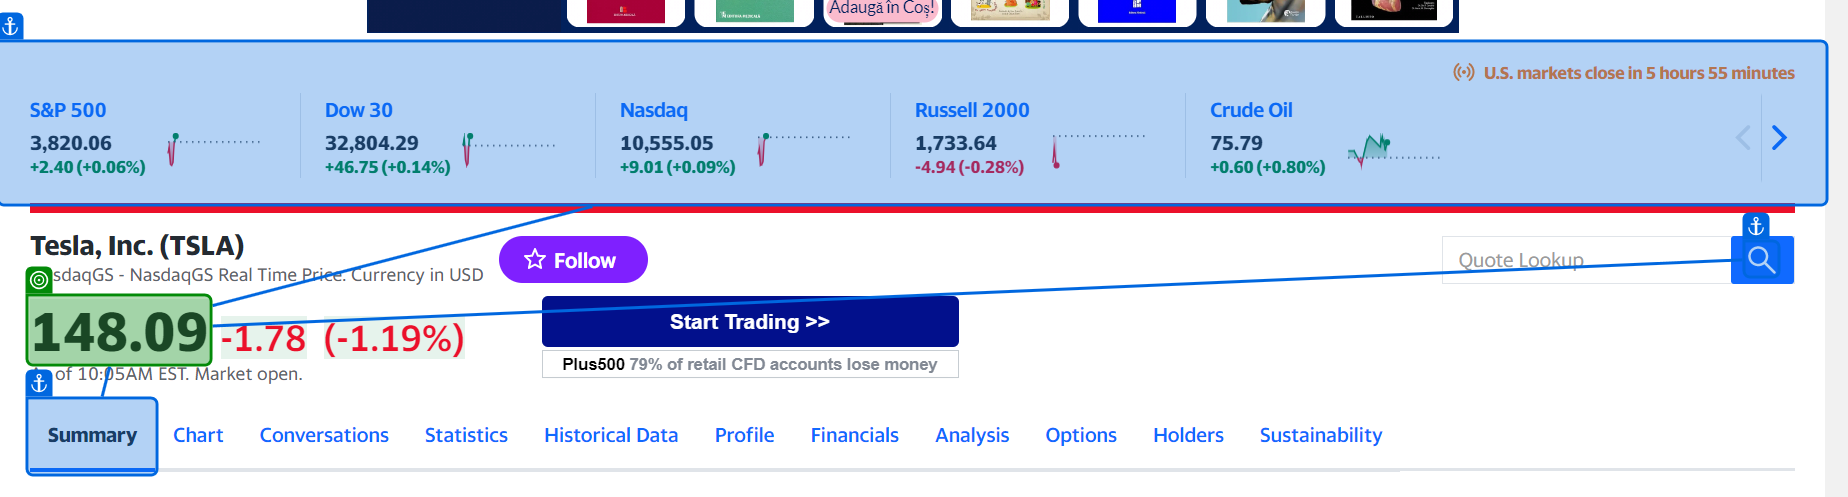 Adaugă în Coș!
U.S. markets close in 5 hours 55 minutes
S&P 500 Dow 30 Nasdaq Russell 2000 Crude Oil
3,820.06 32,804.29 10,555.05 1,733.64 75.79
+2.40 (+0.06%) +46.75 (+0.14%) +9.01 (+0.09%) -4.94 (-0.28%) +0.60 (+0.80%)
Tesla, Inc. (TSLA)
Follow
Quote Lookup
sdaqGS - NasdaqGS Real Time Price. Currency in USD
148.09 -1.78 (-1.19%)
Start Trading >>
Plus500 79% of retail CFD accounts lose money
of 10:05AM EST. Market open.
Summary Chart Conversations Statistics Historical Data Profile Financials Analysis Options Holders Sustainability